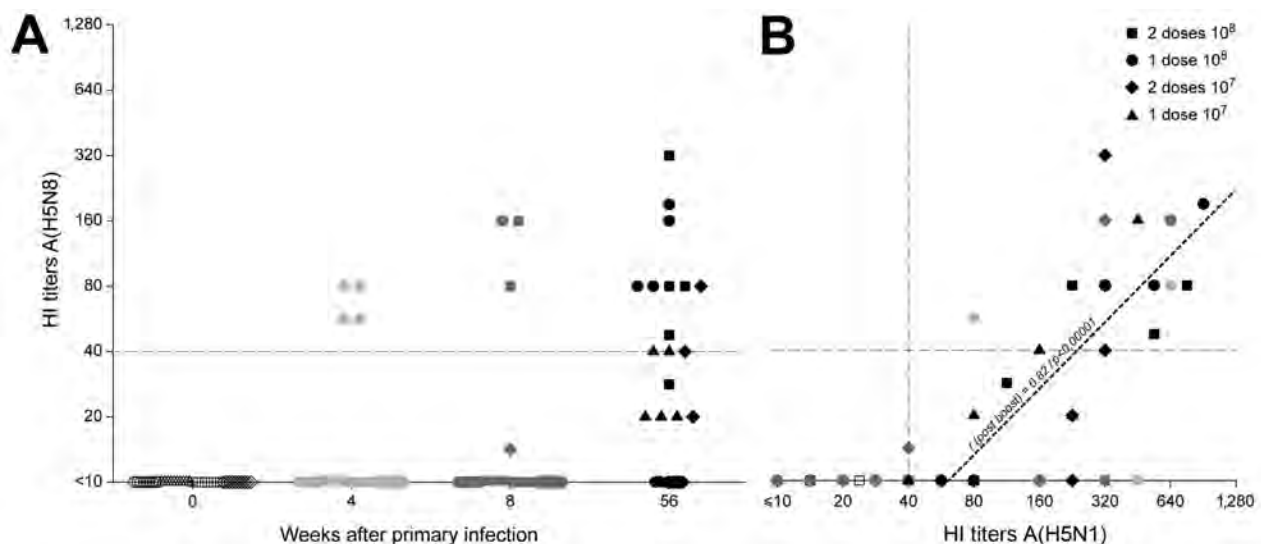 A
HI titers A(H5N8)
1,280
640
320
160
80
40
20
<10
0
4
8
56
Weeks after primary infection
B
2 doses 10⁸
1 dose 10⁸
2 doses 10⁷
1 dose 10⁷
r (post boost) = 0.82 / p<0.00001
≤10
20
40
80
160
320
640
1,280
HI titers A(H5N1)